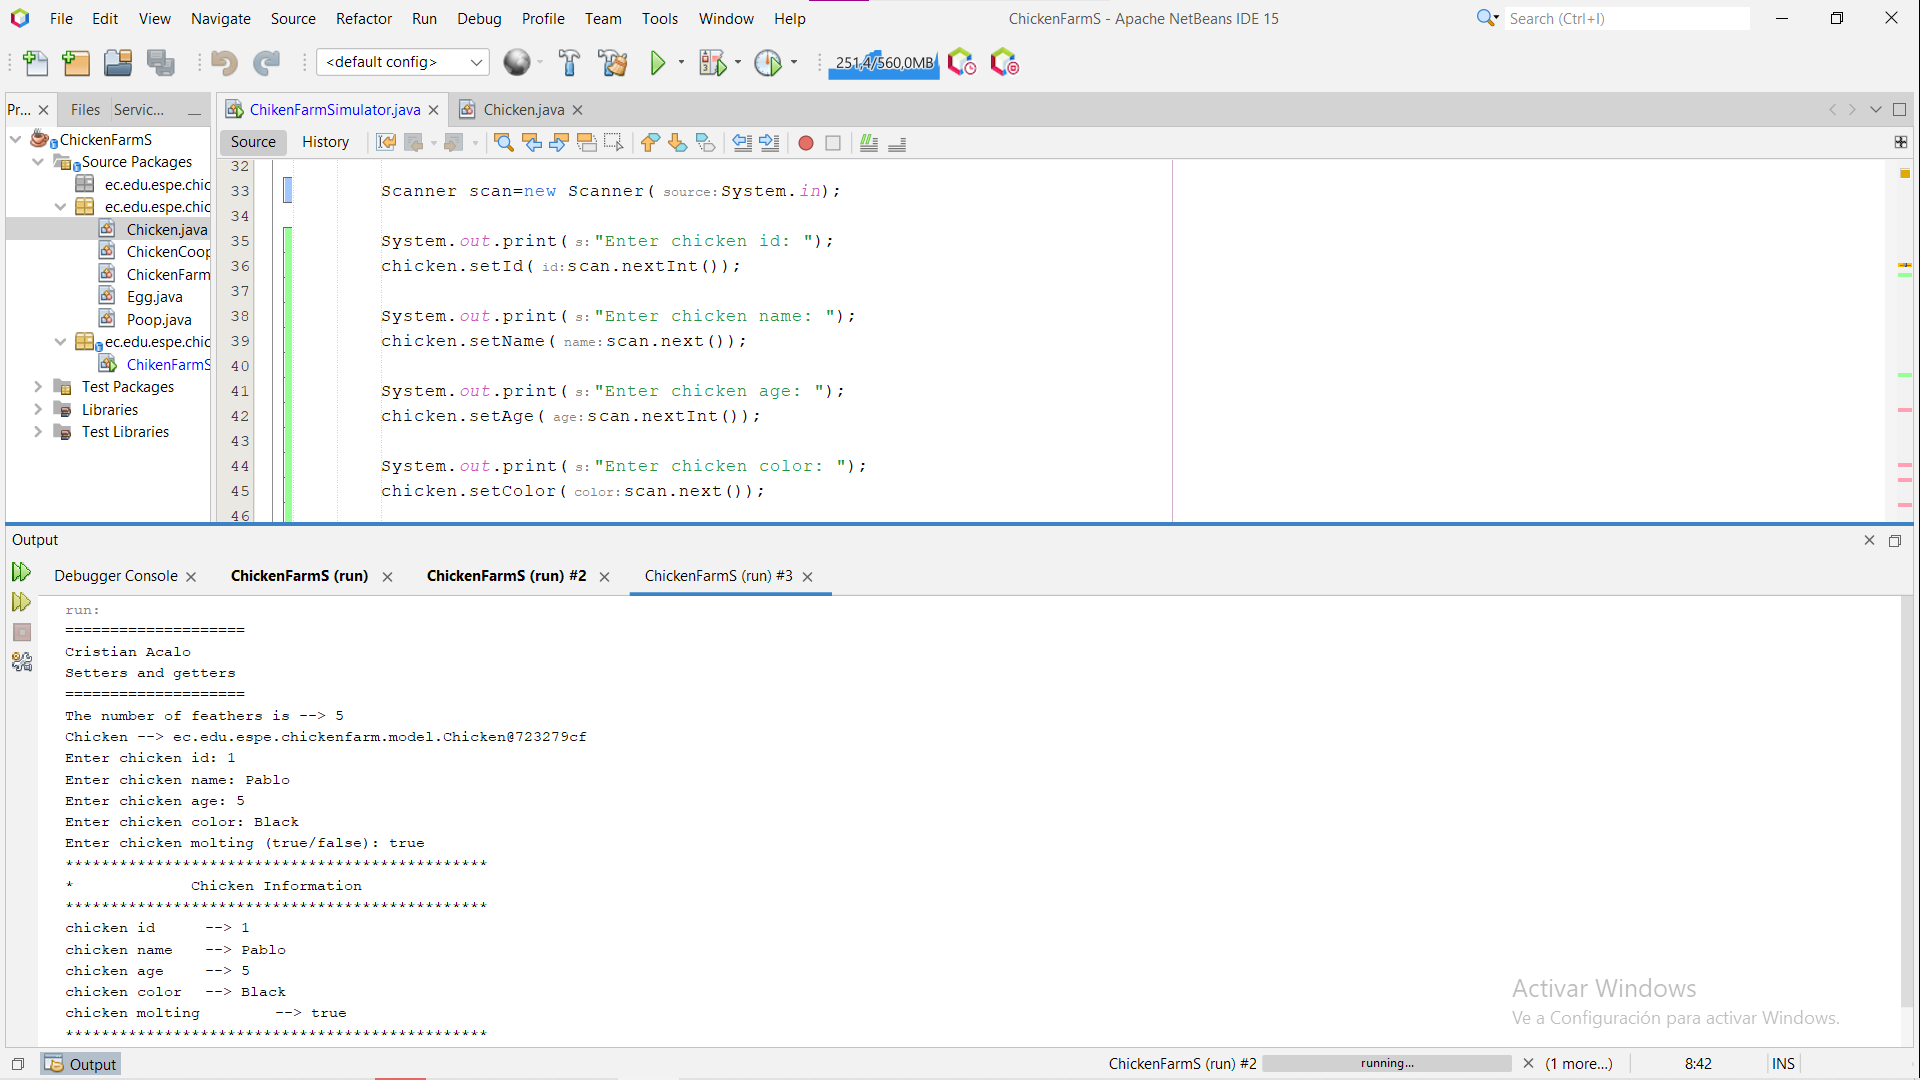 File Edit View Navigate Source Refactor Run Debug Profile Team Tools Window Help ChickenFarmS - Apache NetBeans IDE 15 Search (Ctrl+I)
<default config> 251,4/560,0MB
Pr... Files Servic... ChikenFarmSimulator.java Chicken.java
Source History
ChickenFarmS
Source Packages
ec.edu.espe.chic
ec.edu.espe.chic
Chicken.java
ChickenCoop
ChickenFarm
Egg.java
Poop.java
ec.edu.espe.chic
ChikenFarmS
Test Packages
Libraries
Test Libraries
32
33 Scanner scan=new Scanner( source:System.in);
34
35 System.out.print( s:"Enter chicken id: ");
36 chicken.setId( id:scan.nextInt());
37
38 System.out.print( s:"Enter chicken name: ");
39 chicken.setName( name:scan.next());
40
41 System.out.print( s:"Enter chicken age: ");
42 chicken.setAge( age:scan.nextInt());
43
44 System.out.print( s:"Enter chicken color: ");
45 chicken.setColor( color:scan.next());
46
Output
Debugger Console ChickenFarmS (run) ChickenFarmS (run) #2 ChickenFarmS (run) #3
run:
====================
Cristian Acalo
Setters and getters
====================
The number of feathers is --> 5
Chicken --> ec.edu.espe.chickenfarm.model.Chicken@723279cf
Enter chicken id: 1
Enter chicken name: Pablo
Enter chicken age: 5
Enter chicken color: Black
Enter chicken molting (true/false): true
***********************************************
* Chicken Information
***********************************************
chicken id --> 1
chicken name --> Pablo
chicken age --> 5
chicken color --> Black
chicken molting --> true
***********************************************
Activar Windows
Ve a Configuración para activar Windows.
Output ChickenFarmS (run) #2 running... (1 more...) 8:42 INS